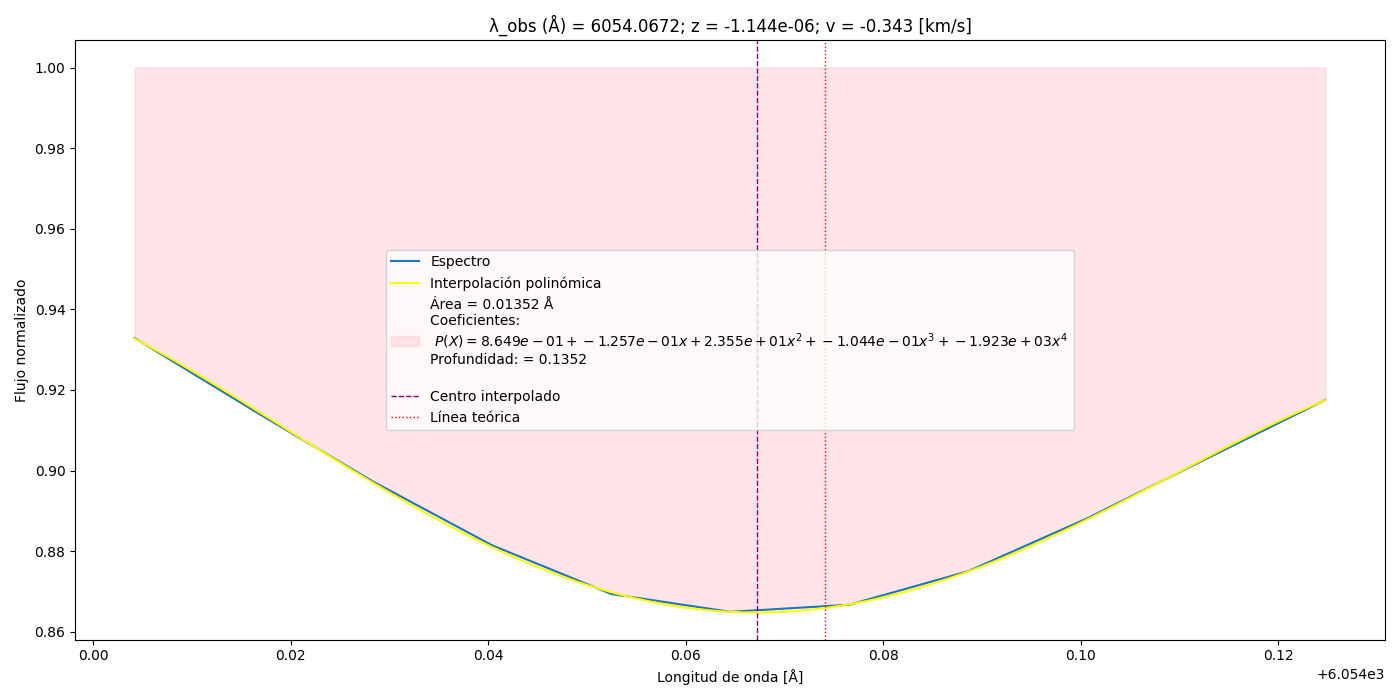 λ_obs (Å) = 6054.0672; z = -1.144e-06; v = -0.343 [km/s]
Flujo normalizado
1.00
0.98
0.96
0.94
0.92
0.90
0.88
0.86
Espectro
Interpolación polinómica
Área = 0.01352 Å
Coeficientes:
P(X) = 8.649e − 01 + −1.257e − 01x + 2.355e + 01x² + −1.044e − 01x³ + −1.923e + 03x⁴
Profundidad: = 0.1352
Centro interpolado
Línea teórica
0.00 0.02 0.04 0.06 0.08 0.10 0.12
+6.054e3
Longitud de onda [Å]